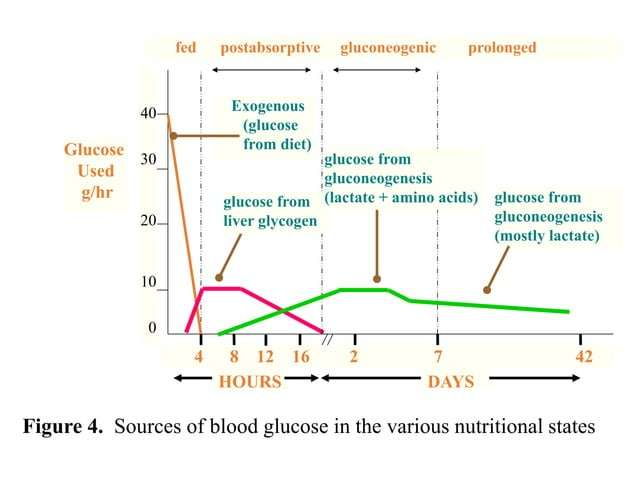 fed postabsorptive gluconeogenic prolonged
Exogenous
(glucose
from diet)
40
Glucose
Used
g/hr
30
20
10
0
glucose from
liver glycogen
glucose from
gluconeogenesis
(lactate + amino acids)
glucose from
gluconeogenesis
(mostly lactate)
4 8 12 16 // 2 7 42
HOURS DAYS
Figure 4. Sources of blood glucose in the various nutritional states